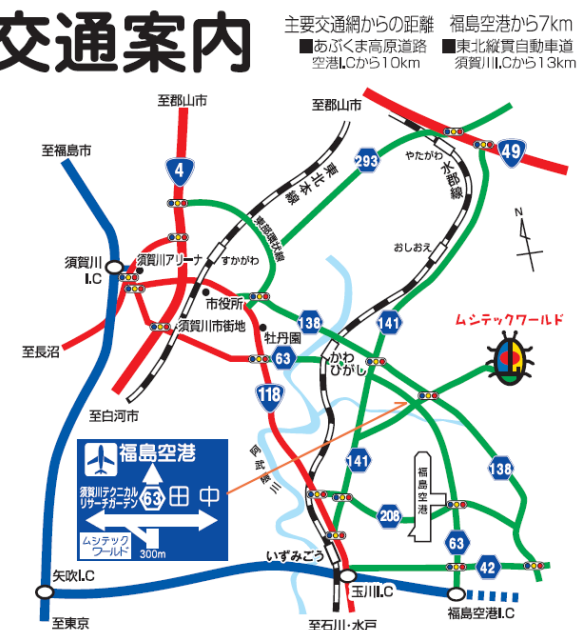 交通案内
主要交通網からの距離
福島空港から7km
■あぶくま高原道路
空港I.Cから10km
■東北縦貫自動車道
須賀川I.Cから13km
至郡山市
至郡山市
至福島市
4
293
49
やたがわ
東北本線
水郡線
N
須賀川
I.C
須賀川アリーナ
すかがわ
東部環状線
おしおえ
市役所
須賀川市街地
牡丹園
138
141
ムシテックワールド
至長沼
63
かわ
ひがし
118
至白河市
阿武隈川
福島空港
須賀川テクニカル
リサーチガーデン
63
田中
ムシテック
ワールド
300m
141
福島空港
138
208
63
いずみごう
42
矢吹I.C
玉川I.C
福島空港I.C
至東京
至石川・水戸